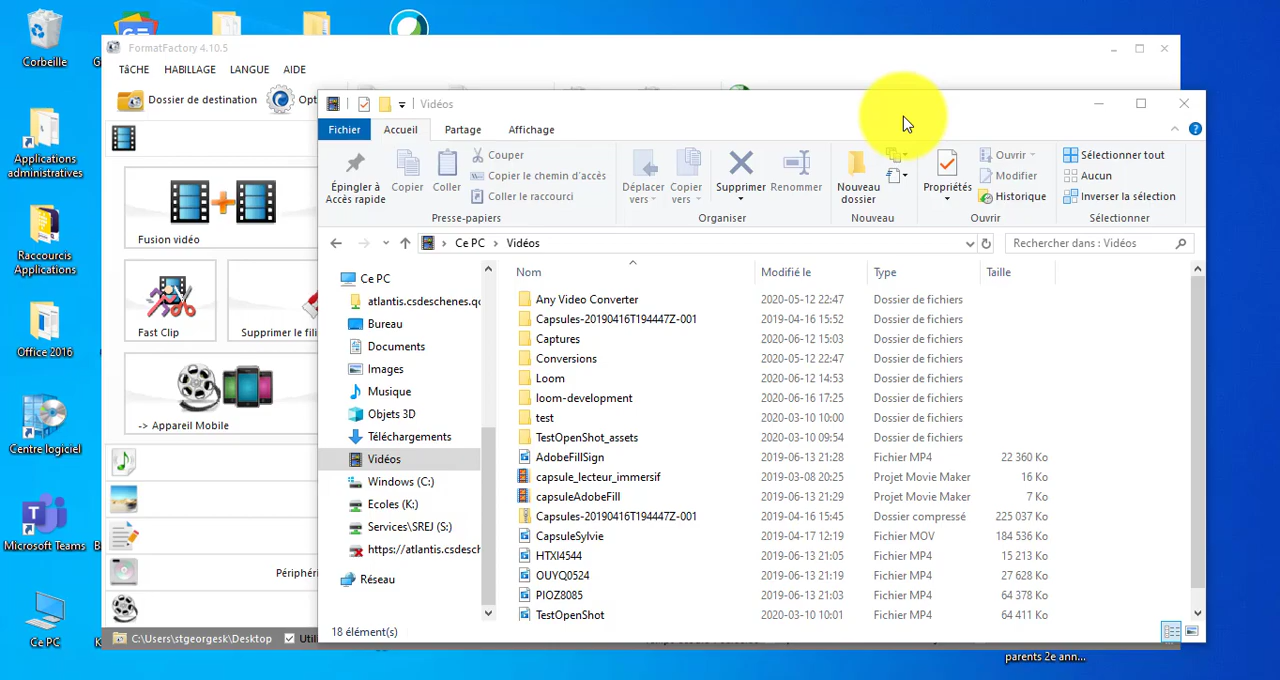 Corbeille
Applications
administratives
Raccourcis
Applications
Office 2016
Centre logiciel
Microsoft Teams
Ce PC
FormatFactory 4.10.5
TâCHE HABILLAGE LANGUE AIDE
Dossier de destination Opt
Fusion vidéo
Fast Clip Supprimer le fil
-> Appareil Mobile
Périphéri
C:\Users\stgeorgesk\Desktop Utili
Vidéos
Fichier Accueil Partage Affichage
Épingler à
Accès rapide
Copier
Coller
Couper
Copier le chemin d'accès
Coller le raccourci
Presse-papiers
Déplacer
vers
Copier
vers
Supprimer
Renommer
Organiser
Nouveau
dossier
Nouveau
Propriétés
Ouvrir
Modifier
Historique
Ouvrir
Sélectionner tout
Aucun
Inverser la sélection
Sélectionner
Ce PC > Vidéos
Rechercher dans : Vidéos
Ce PC
atlantis.csdeschenes.qc
Bureau
Documents
Images
Musique
Objets 3D
Téléchargements
Vidéos
Windows (C:)
Ecoles (K:)
Services\SREJ (S:)
https://atlantis.csdesch
Réseau
Nom Modifié le Type Taille
Any Video Converter 2020-05-12 22:47 Dossier de fichiers
Capsules-20190416T194447Z-001 2019-04-16 15:52 Dossier de fichiers
Captures 2020-06-12 15:03 Dossier de fichiers
Conversions 2020-05-12 22:47 Dossier de fichiers
Loom 2020-06-12 14:53 Dossier de fichiers
loom-development 2020-06-16 17:25 Dossier de fichiers
test 2020-03-10 10:00 Dossier de fichiers
TestOpenShot_assets 2020-03-10 09:54 Dossier de fichiers
AdobeFillSign 2019-06-13 21:28 Fichier MP4 22 360 Ko
capsule_lecteur_immersif 2019-03-08 20:25 Projet Movie Maker 16 Ko
capsuleAdobeFill 2019-06-13 21:29 Projet Movie Maker 7 Ko
Capsules-20190416T194447Z-001 2019-04-16 15:45 Dossier compressé 225 037 Ko
CapsuleSylvie 2019-04-17 12:19 Fichier MOV 184 536 Ko
HTXI4544 2019-06-13 21:05 Fichier MP4 15 213 Ko
OUYQ0524 2019-06-13 21:19 Fichier MP4 27 628 Ko
PIOZ8085 2019-06-13 21:03 Fichier MP4 64 378 Ko
TestOpenShot 2020-03-10 10:01 Fichier MP4 64 411 Ko
18 élément(s)
parents 2e ann...